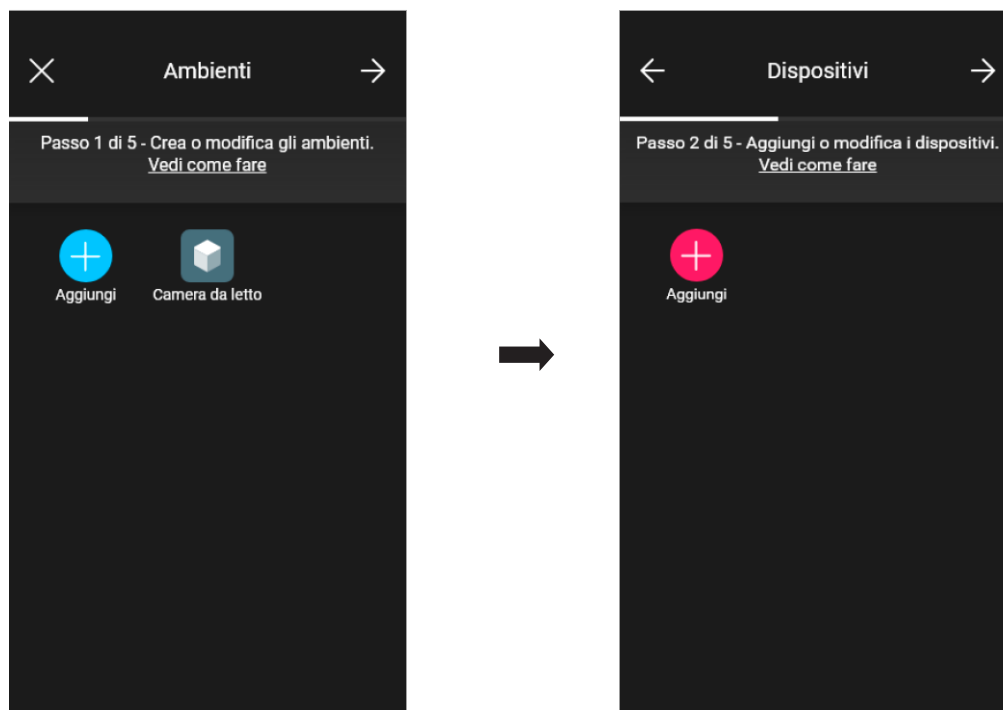 Ambienti
Passo 1 di 5 - Crea o modifica gli ambienti.
Vedi come fare
Aggiungi
Camera da letto
Dispositivi
Passo 2 di 5 - Aggiungi o modifica i dispositivi.
Vedi come fare
Aggiungi